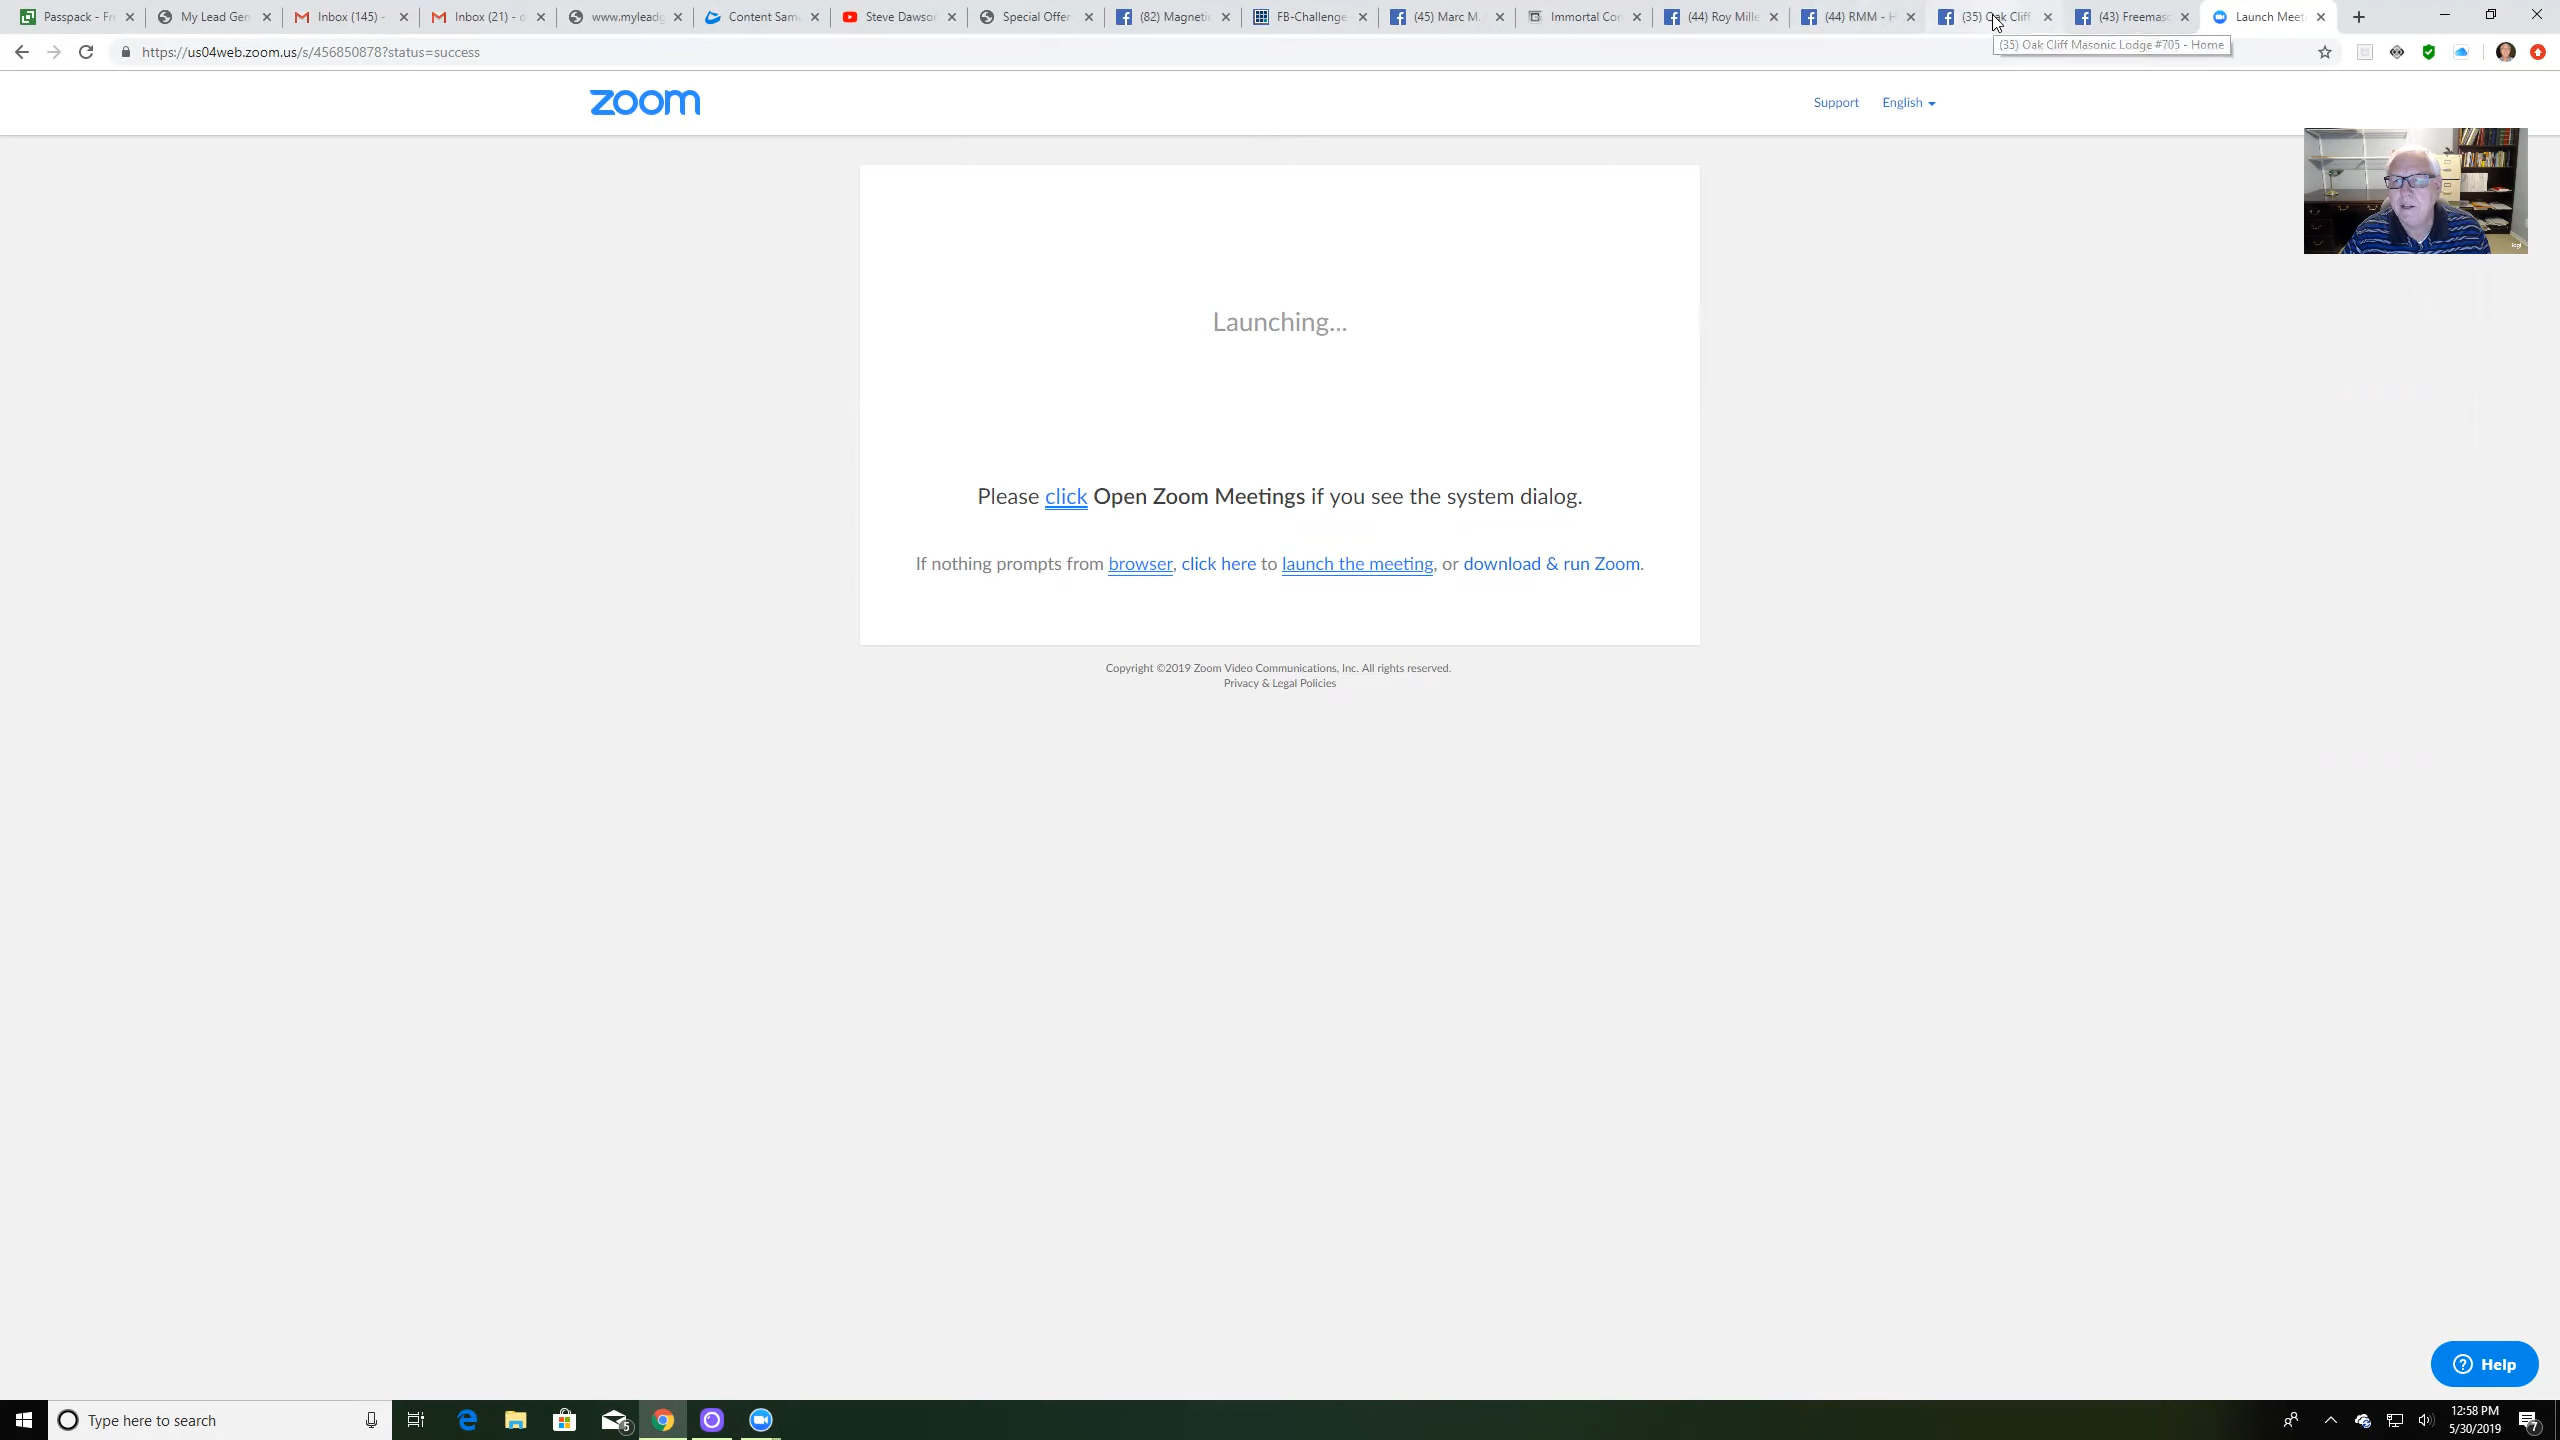 Passpack - Fr
My Lead Gen
Inbox (145) -
Inbox (21) - o
www.myleadg
Content Sam
Steve Dawso
Special Offer
(82) Magneti
FB-Challenge
(45) Marc M.
Immortal Co
(44) Roy Mille
(44) RMM - H
(35) Oak Cliff
(43) Freemas
Launch Meet
https://us04web.zoom.us/s/456850878?status=success
(35) Oak Cliff Masonic Lodge #705 - Home
zoom
Support
English
Launching...
Please click Open Zoom Meetings if you see the system dialog.
If nothing prompts from browser, click here to launch the meeting, or download & run Zoom.
Copyright ©2019 Zoom Video Communications, Inc. All rights reserved.
Privacy & Legal Policies
logi
Help
Type here to search
5
12:58 PM
5/30/2019
7